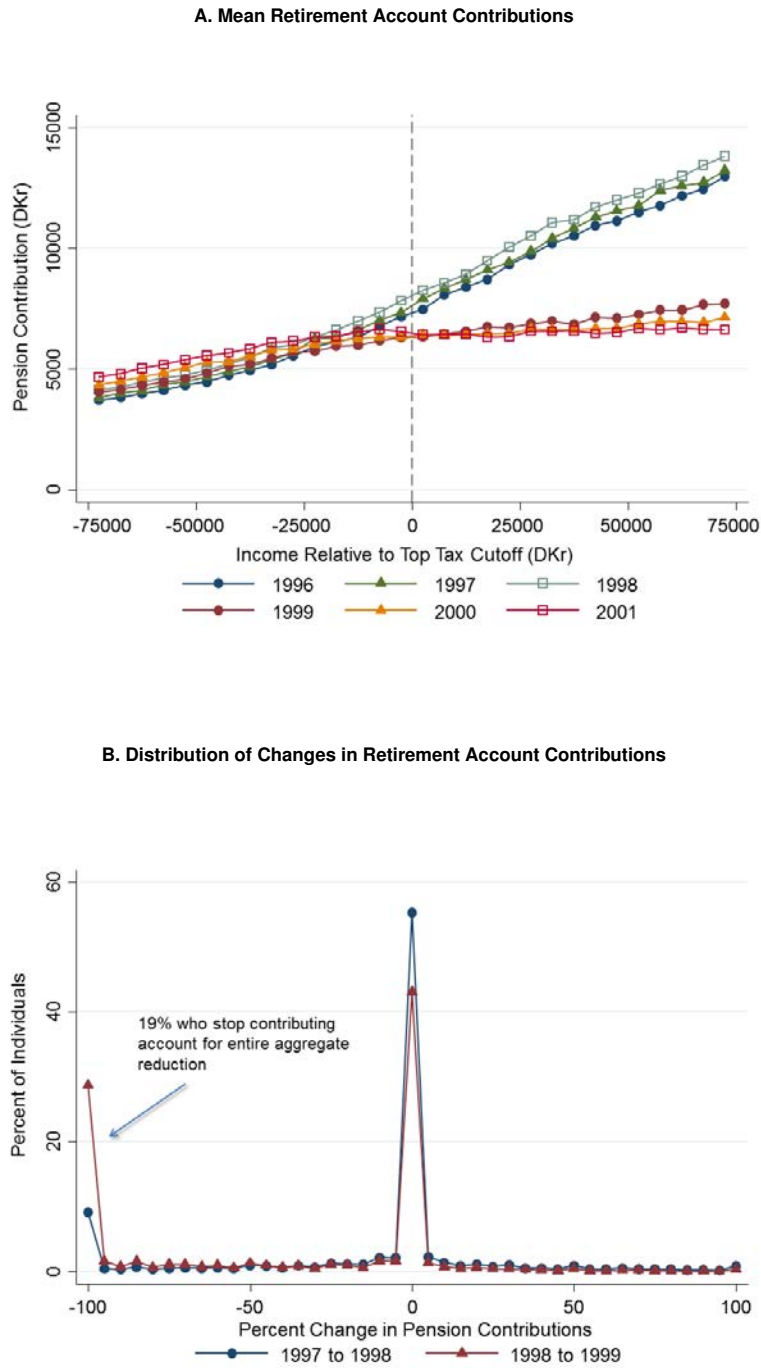 A. Mean Retirement Account Contributions
Pension Contribution (DKr)
15000
10000
5000
0
-75000 -50000 -25000 0 25000 50000 75000
Income Relative to Top Tax Cutoff (DKr)
1996 1997 1998
1999 2000 2001
B. Distribution of Changes in Retirement Account Contributions
Percent of Individuals
60
40
19% who stop contributing
account for entire aggregate
reduction
20
0
-100 -50 0 50 100
Percent Change in Pension Contributions
1997 to 1998 1998 to 1999